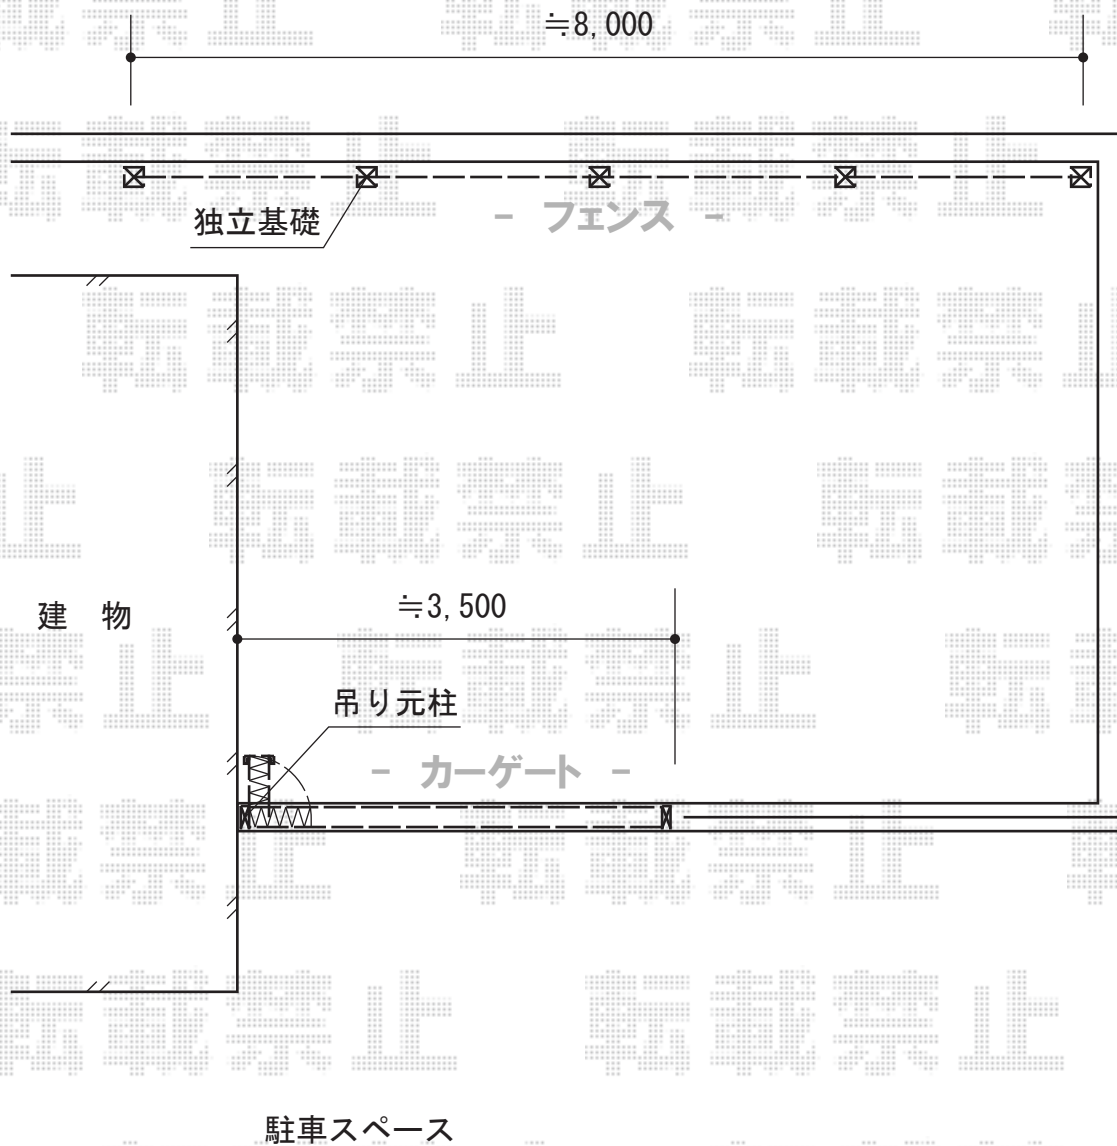 ≒8,000
独立基礎
- フェンス -
建 物
≒3,500
吊り元柱
- カーゲート -
駐車スペース
転載禁止